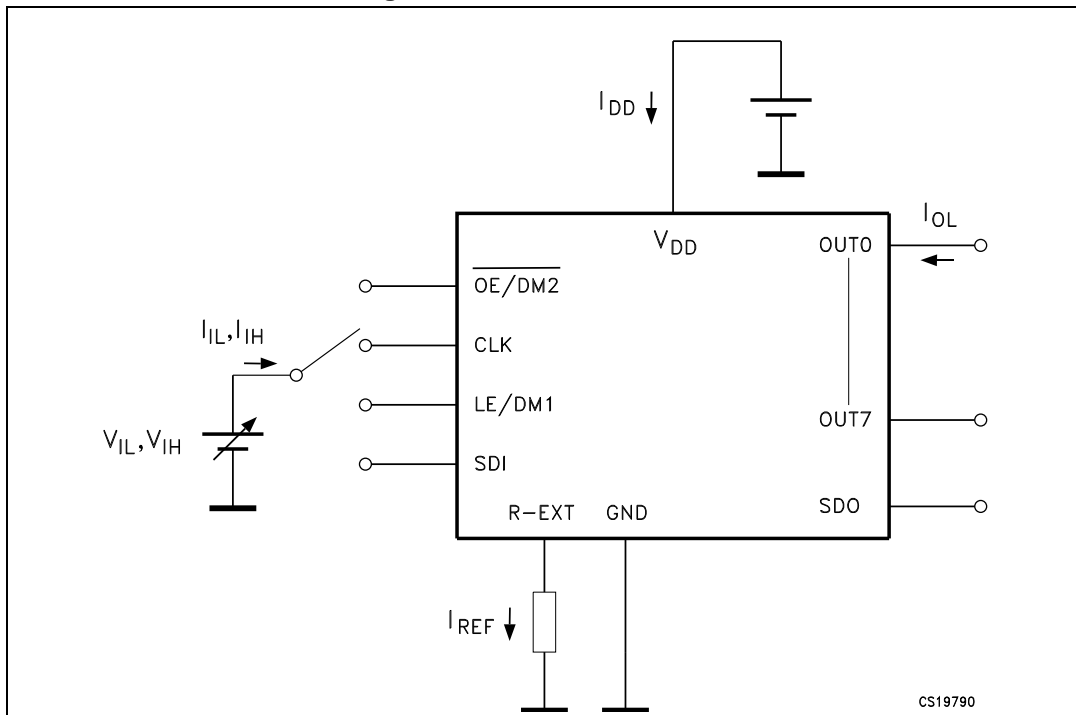 I_DD
V_DD
OUT0
I_OL
OE/DM2
I_IL,I_IH
CLK
LE/DM1
OUT7
V_IL,V_IH
SDI
SDO
R-EXT
GND
I_REF
CS19790